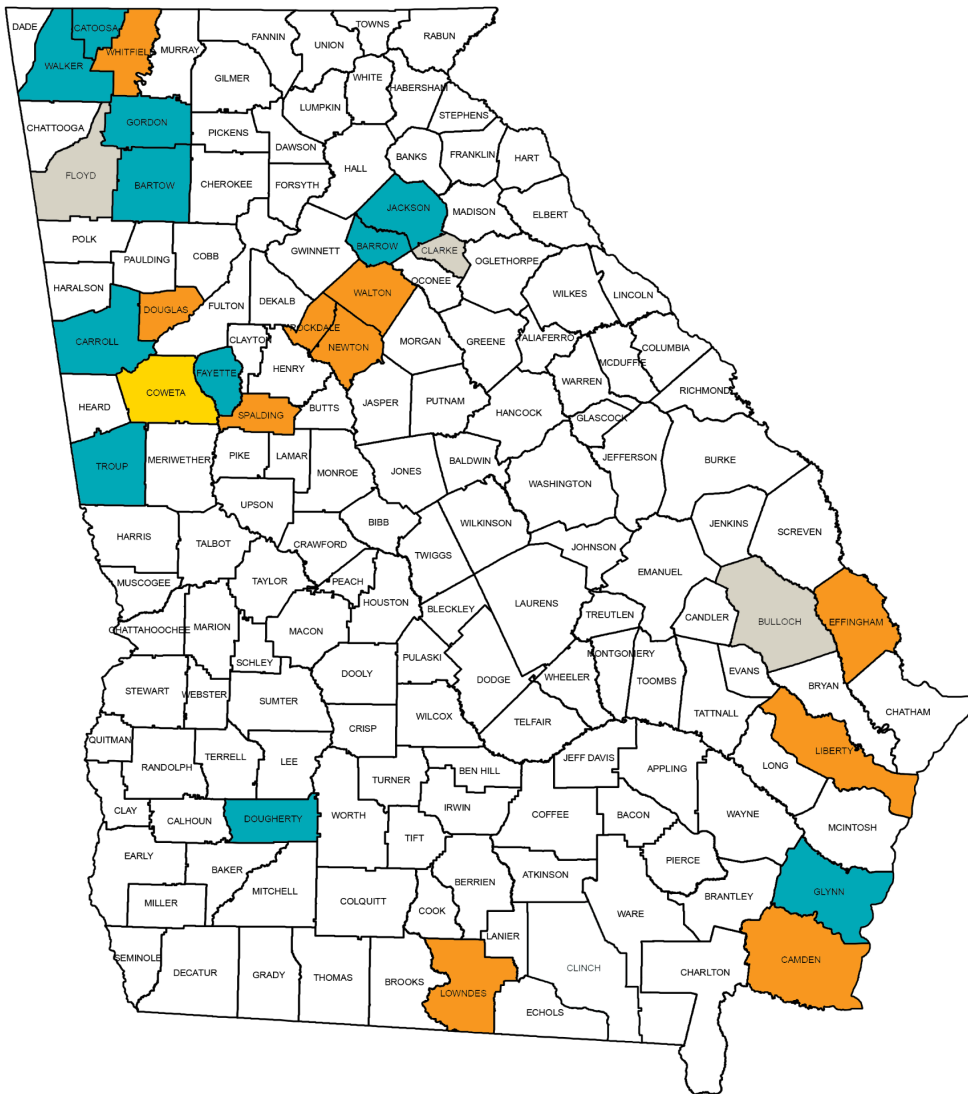 DADE
CATOOSA
WHITFIELD
MURRAY
FANNIN
UNION
TOWNS
RABUN
WALKER
GILMER
WHITE
HABERSHAM
LUMPKIN
STEPHENS
CHATTOOGA
GORDON
PICKENS
DAWSON
HALL
BANKS
FRANKLIN
HART
FLOYD
BARTOW
CHEROKEE
FORSYTH
JACKSON
MADISON
ELBERT
POLK
PAULDING
COBB
GWINNETT
BARROW
CLARKE
OGLETHORPE
OCONEE
HARALSON
DOUGLAS
FULTON
DEKALB
WALTON
WILKES
LINCOLN
CARROLL
CLAYTON
ROCKDALE
NEWTON
MORGAN
GREENE
TALIAFERRO
COLUMBIA
MCDUFFIE
FAYETTE
HENRY
WARREN
COWETA
RICHMOND
HEARD
SPALDING
BUTTS
JASPER
PUTNAM
HANCOCK
GLASCOCK
TROUP
MERIWETHER
PIKE
LAMAR
MONROE
JONES
BALDWIN
JEFFERSON
BURKE
WASHINGTON
UPSON
BIBB
WILKINSON
JENKINS
SCREVEN
HARRIS
TALBOT
CRAWFORD
TWIGGS
JOHNSON
EMANUEL
MUSCOGEE
TAYLOR
PEACH
HOUSTON
BLECKLEY
LAURENS
TREUTLEN
CANDLER
BULLOCH
EFFINGHAM
CHATTAHOOCHEE
MARION
MACON
SCHLEY
DOOLY
PULASKI
DODGE
WHEELER
MONTGOMERY
TOOMBS
EVANS
BRYAN
STEWART
WEBSTER
SUMTER
CRISP
WILCOX
TELFAIR
TATTNALL
CHATHAM
QUITMAN
RANDOLPH
TERRELL
LEE
TURNER
BEN HILL
JEFF DAVIS
APPLING
LONG
LIBERTY
CLAY
CALHOUN
DOUGHERTY
WORTH
TIFT
IRWIN
COFFEE
BACON
WAYNE
MCINTOSH
EARLY
BAKER
MITCHELL
MILLER
COLQUITT
COOK
BERRIEN
ATKINSON
PIERCE
WARE
BRANTLEY
GLYNN
SEMINOLE
DECATUR
GRADY
THOMAS
BROOKS
LOWNDES
LANIER
CLINCH
ECHOLS
CHARLTON
CAMDEN